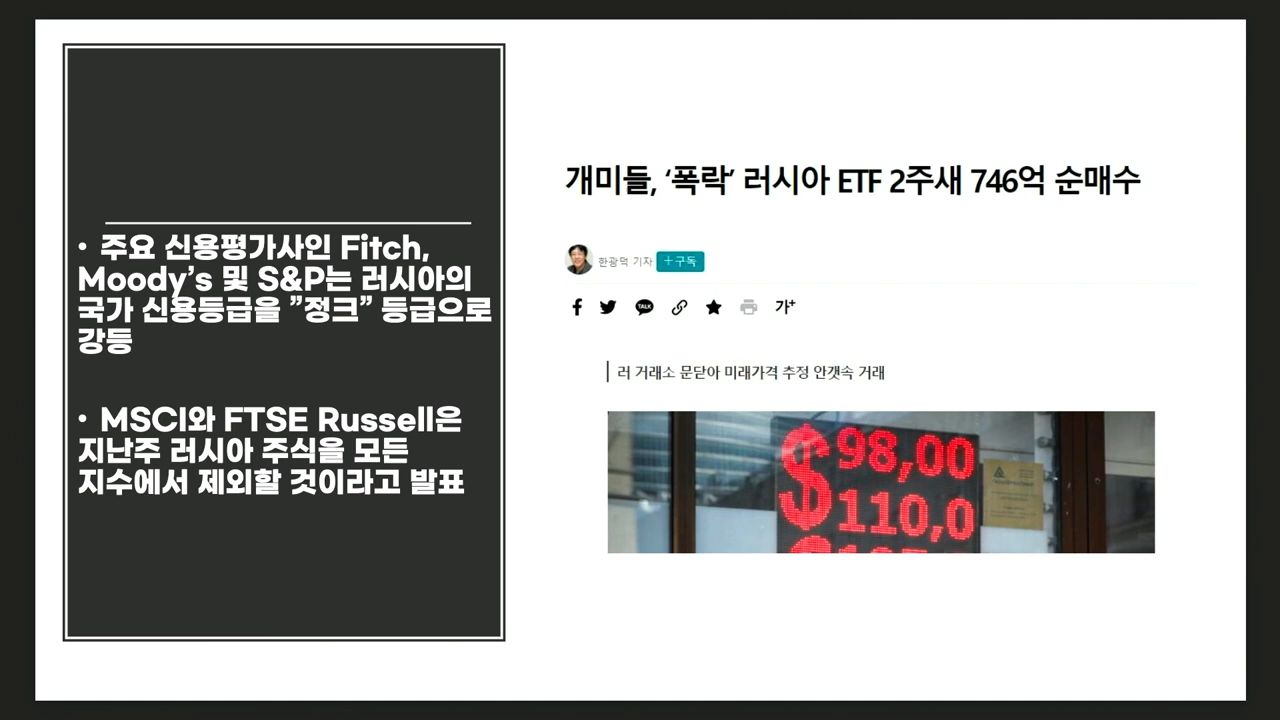 • 주요 신용평가사인 Fitch,
Moody’s 및 S&P는 러시아의
국가 신용등급을 ”정크” 등급으로
강등
• MSCI와 FTSE Russell은
지난주 러시아 주식을 모든
지수에서 제외할 것이라고 발표
개미들, ‘폭락’ 러시아 ETF 2주새 746억 순매수
한광덕 기자 +구독
TALK 가+
러 거래소 문닫아 미래가격 추정 안갯속 거래
$98,00
110,0